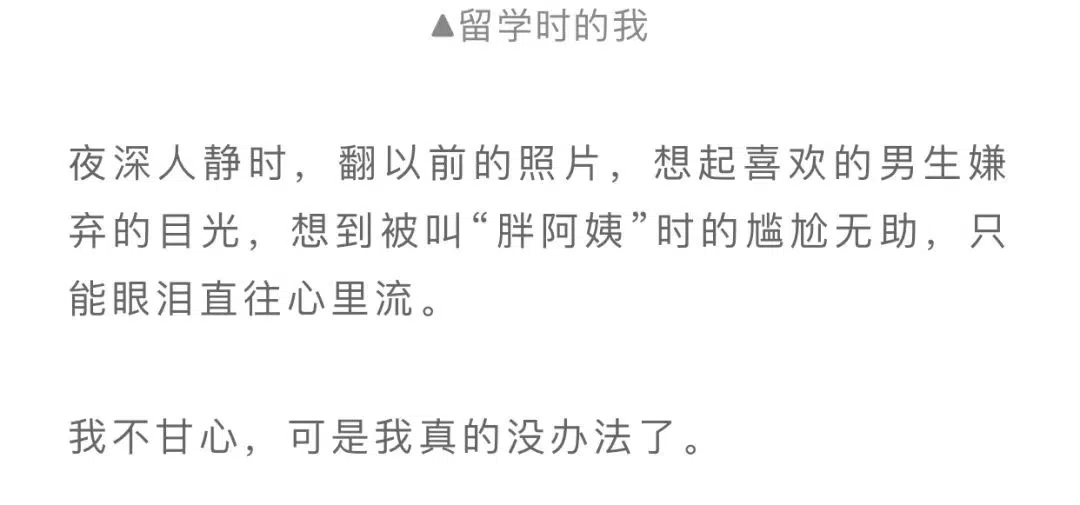 ▲留学时的我
夜深人静时，翻以前的照片，想起喜欢的男生嫌
弃的目光，想到被叫“胖阿姨”时的尴尬无助，只
能眼泪直往心里流。
我不甘心，可是我真的没办法了。